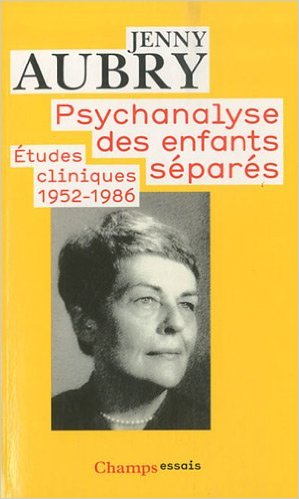 JENNY
AUBRY
Psychanalyse
des enfants
séparés
Études
cliniques
1952-1986
Champs essais